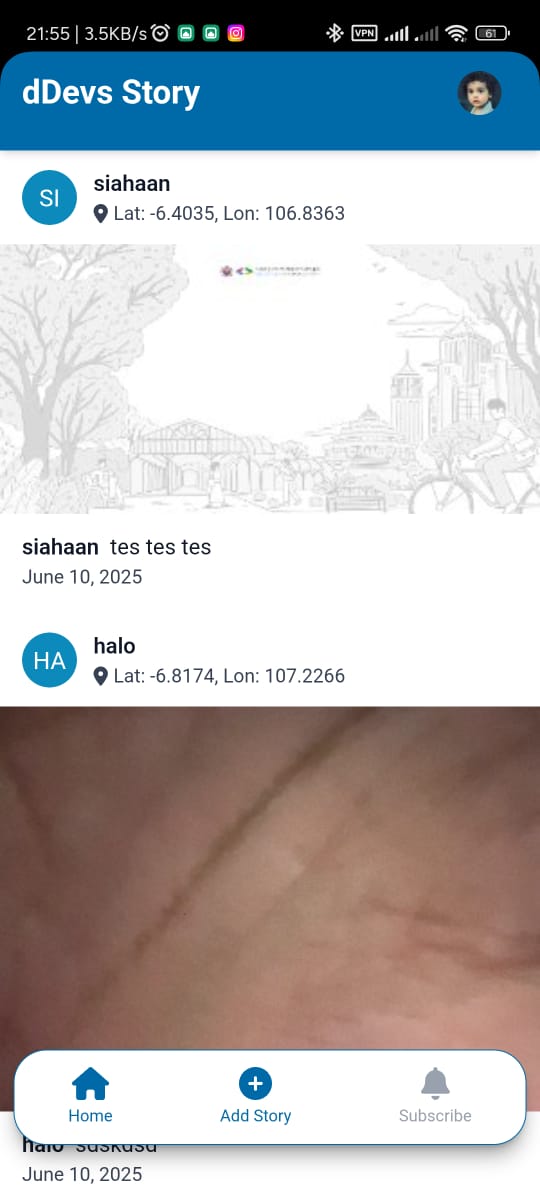 21:55 | 3.5KB/s
VPN
61
dDevs Story
SI
siahaan
Lat: -6.4035, Lon: 106.8363
siahaan tes tes tes
June 10, 2025
HA
halo
Lat: -6.8174, Lon: 107.2266
Home
Add Story
Subscribe
halo
June 10, 2025